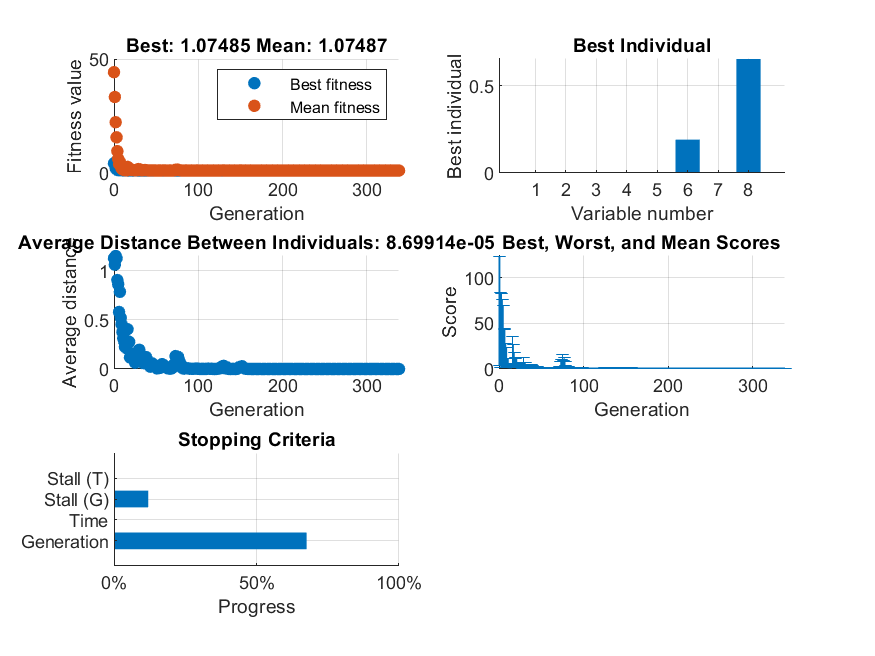 Best: 1.07485 Mean: 1.07487
Fitness value
50
0
Best fitness
Mean fitness
0 100 200 300
Generation
Best Individual
Best individual
0.5
0
1 2 3 4 5 6 7 8
Variable number
Average Distance Between Individuals: 8.69914e-05
Average distance
1
0.5
0
0 100 200 300
Generation
Best, Worst, and Mean Scores
Score
100
50
0
0 100 200 300
Generation
Stopping Criteria
Stall (T)
Stall (G)
Time
Generation
0% 50% 100%
Progress